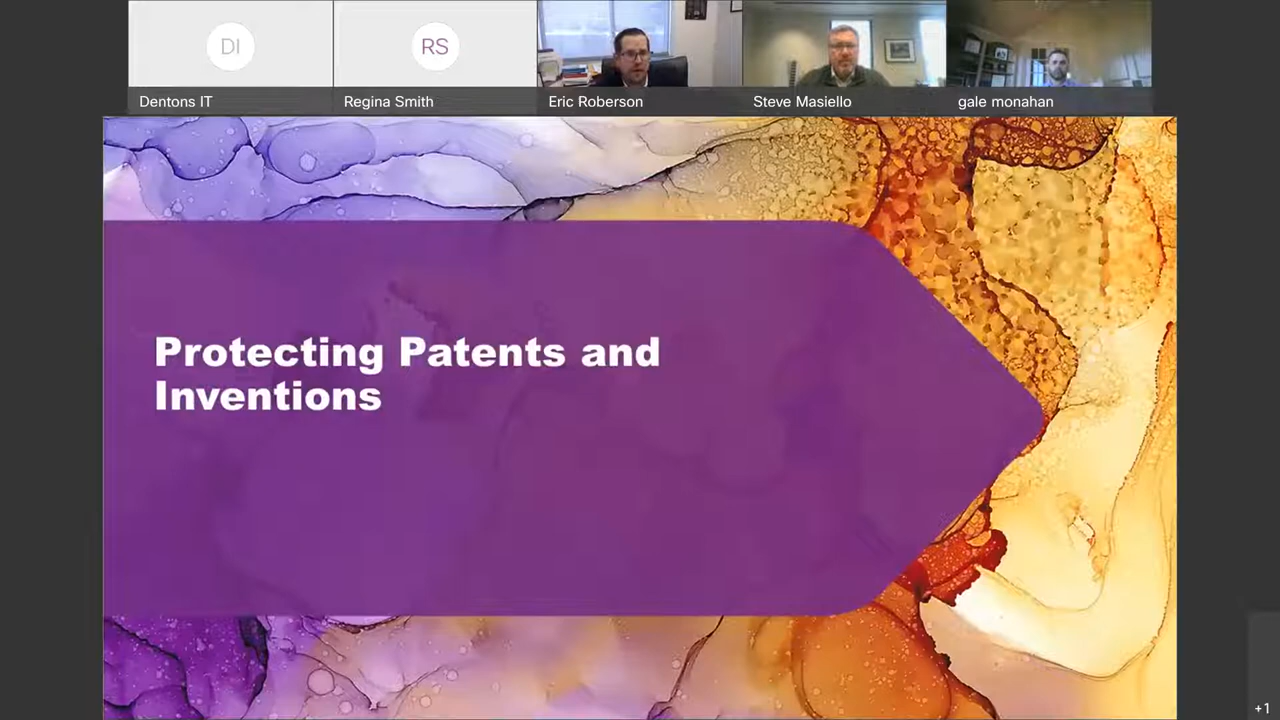 DI
RS
Dentons IT
Regina Smith
Eric Roberson
Steve Masiello
gale monahan
Protecting Patents and
Inventions
+1